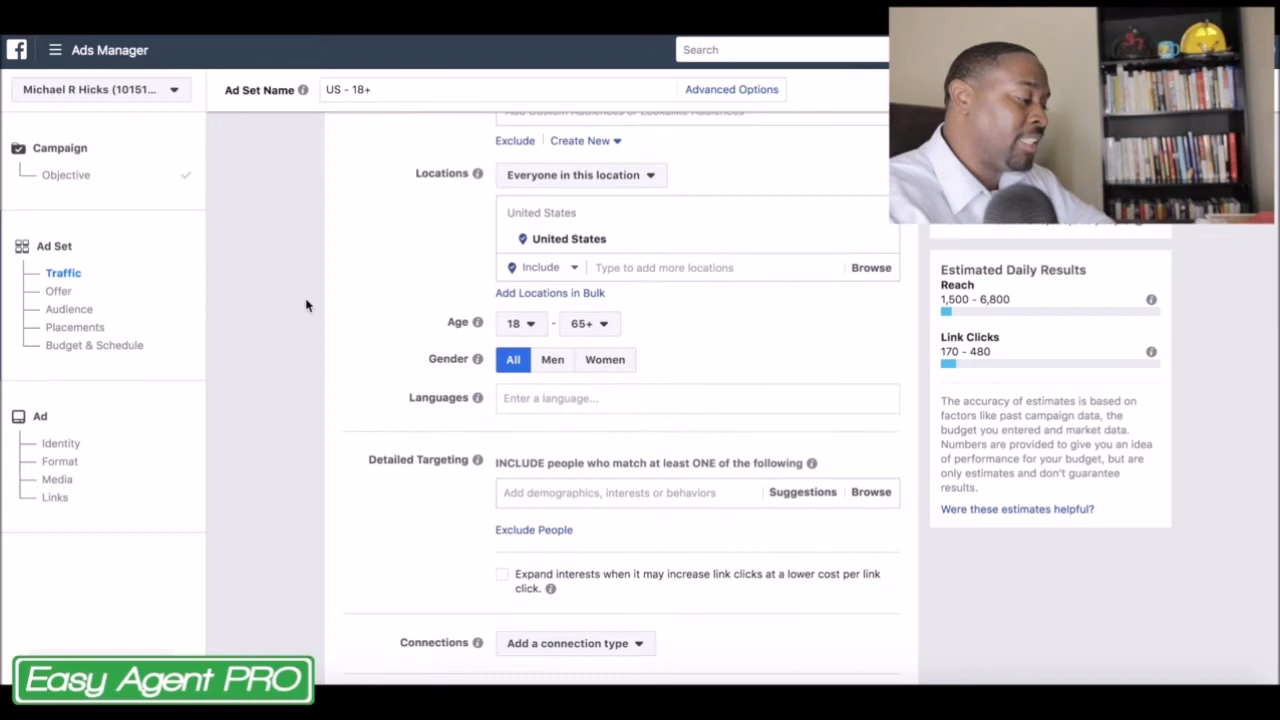 Ads Manager
Search
Michael R Hicks (10151...
Ad Set Name
US - 18+
Advanced Options
Add Custom Audiences or Lookalike Audiences
Exclude
Create New
Campaign
Objective
Locations
Everyone in this location
United States
United States
Include
Type to add more locations
Browse
Add Locations in Bulk
Ad Set
Traffic
Offer
Audience
Placements
Budget & Schedule
Age
18
-
65+
Gender
All
Men
Women
Languages
Enter a language...
Detailed Targeting
INCLUDE people who match at least ONE of the following
Add demographics, interests or behaviors
Suggestions
Browse
Exclude People
Expand interests when it may increase link clicks at a lower cost per link
click.
Connections
Add a connection type
Ad
Identity
Format
Media
Links
Estimated Daily Results
Reach
1,500 - 6,800
Link Clicks
170 - 480
The accuracy of estimates is based on
factors like past campaign data, the
budget you entered and market data.
Numbers are provided to give you an idea
of performance for your budget, but are
only estimates and don't guarantee
results.
Were these estimates helpful?
Easy Agent PRO